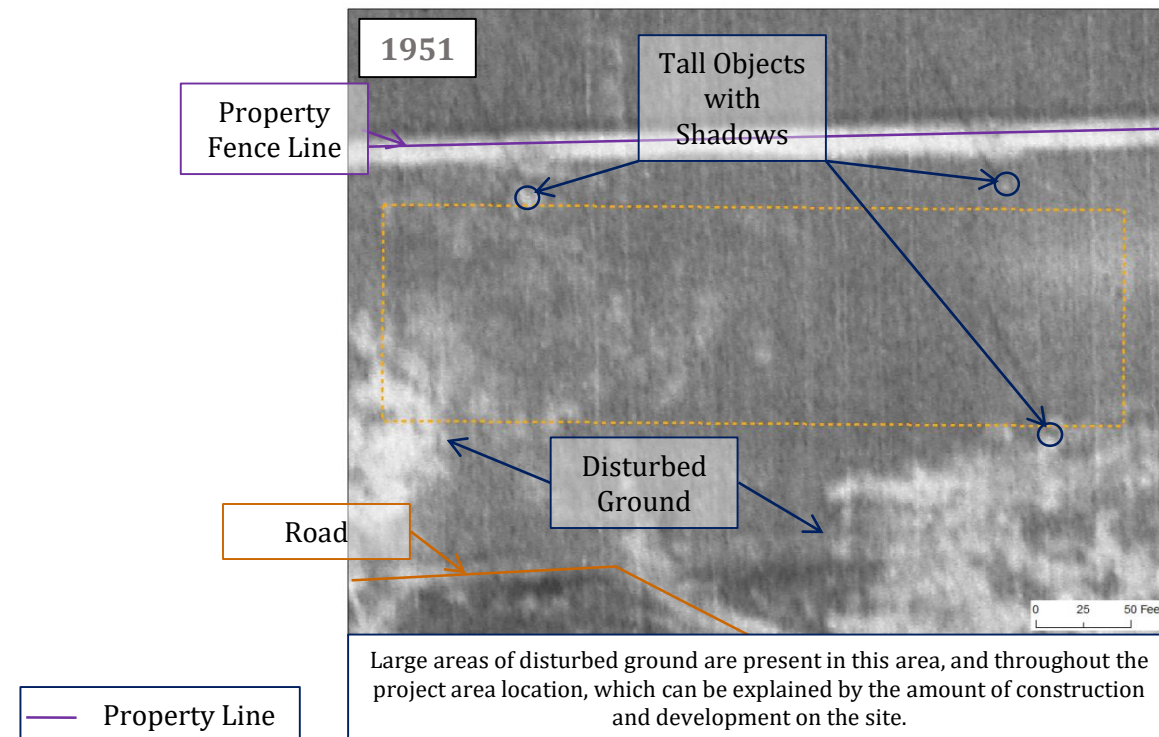 1951
Tall Objects
with
Shadows
Property
Fence Line
Disturbed
Ground
Road
0 25 50 Fee
Large areas of disturbed ground are present in this area, and throughout the
project area location, which can be explained by the amount of construction
and development on the site.
Property Line